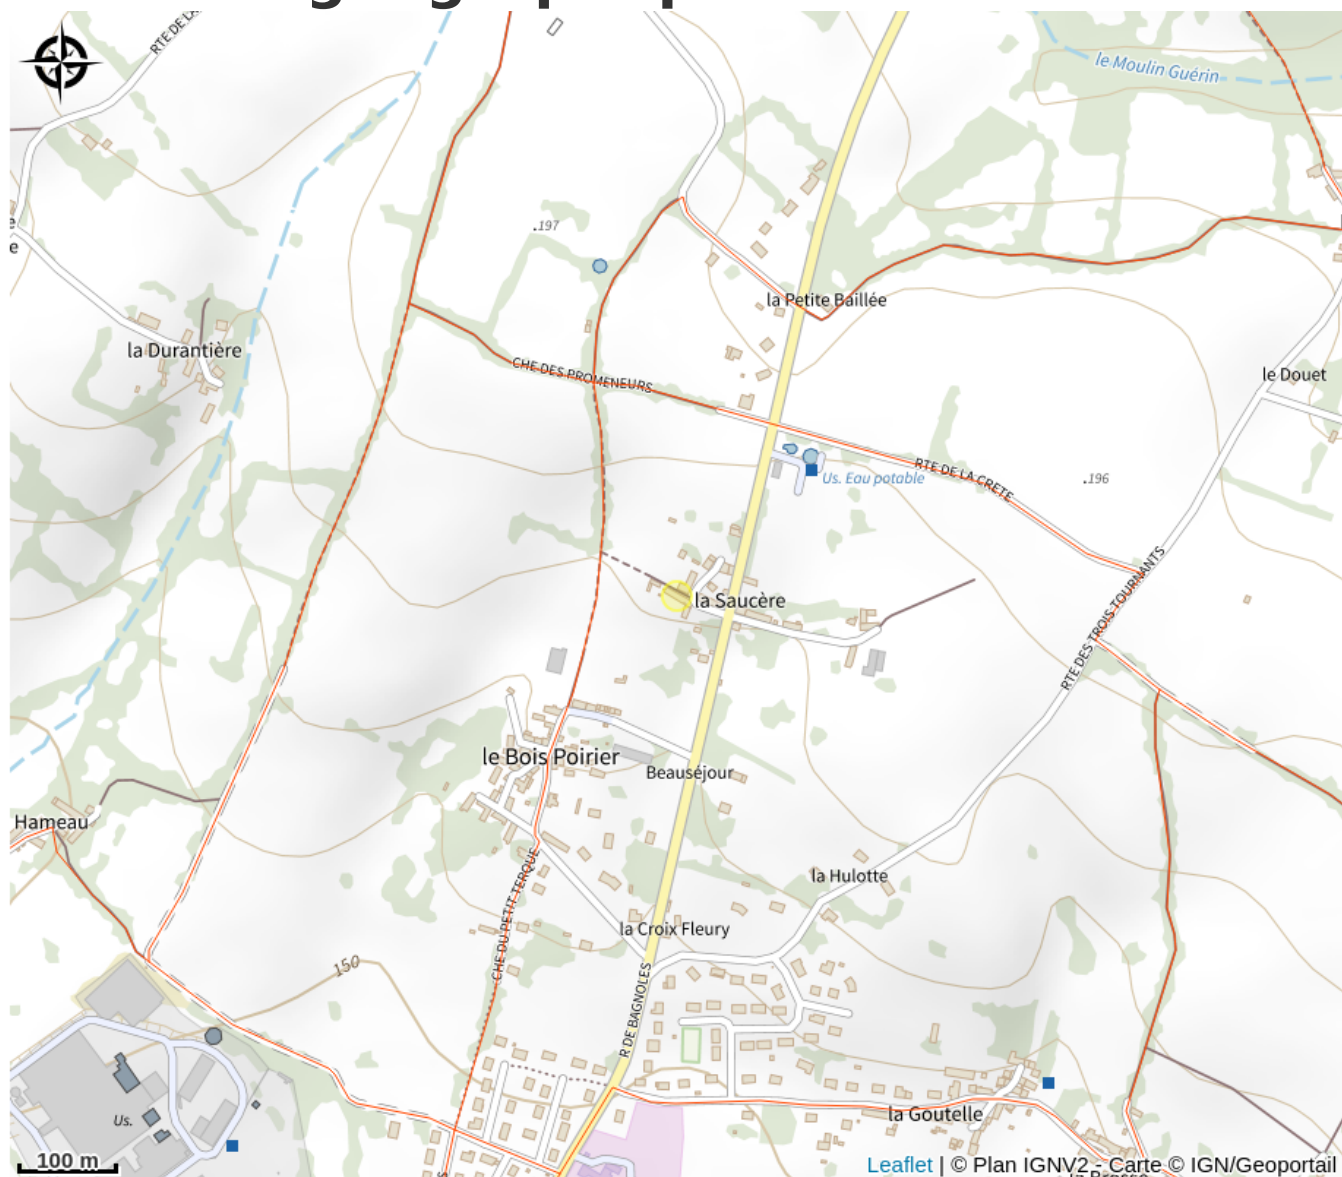 RTE DE LA
le Moulin Guérin
.197
e
e
la Petite Baillée
la Durantière
CHE DES PROMENEURS
le Douet
RTE DE LA CRETE
.196
Us. Eau potable
RTE DES TROIS TOURNANTS
la Saucère
le Bois Poirier
Beauséjour
Hameau
la Hulotte
CHE DU PETIT TERQUE
la Croix Fleury
150
R DE BAGNOLES
Us.
la Goutelle
100 m
Leaflet | © Plan IGNV2 - Carte © IGN/Geoportail